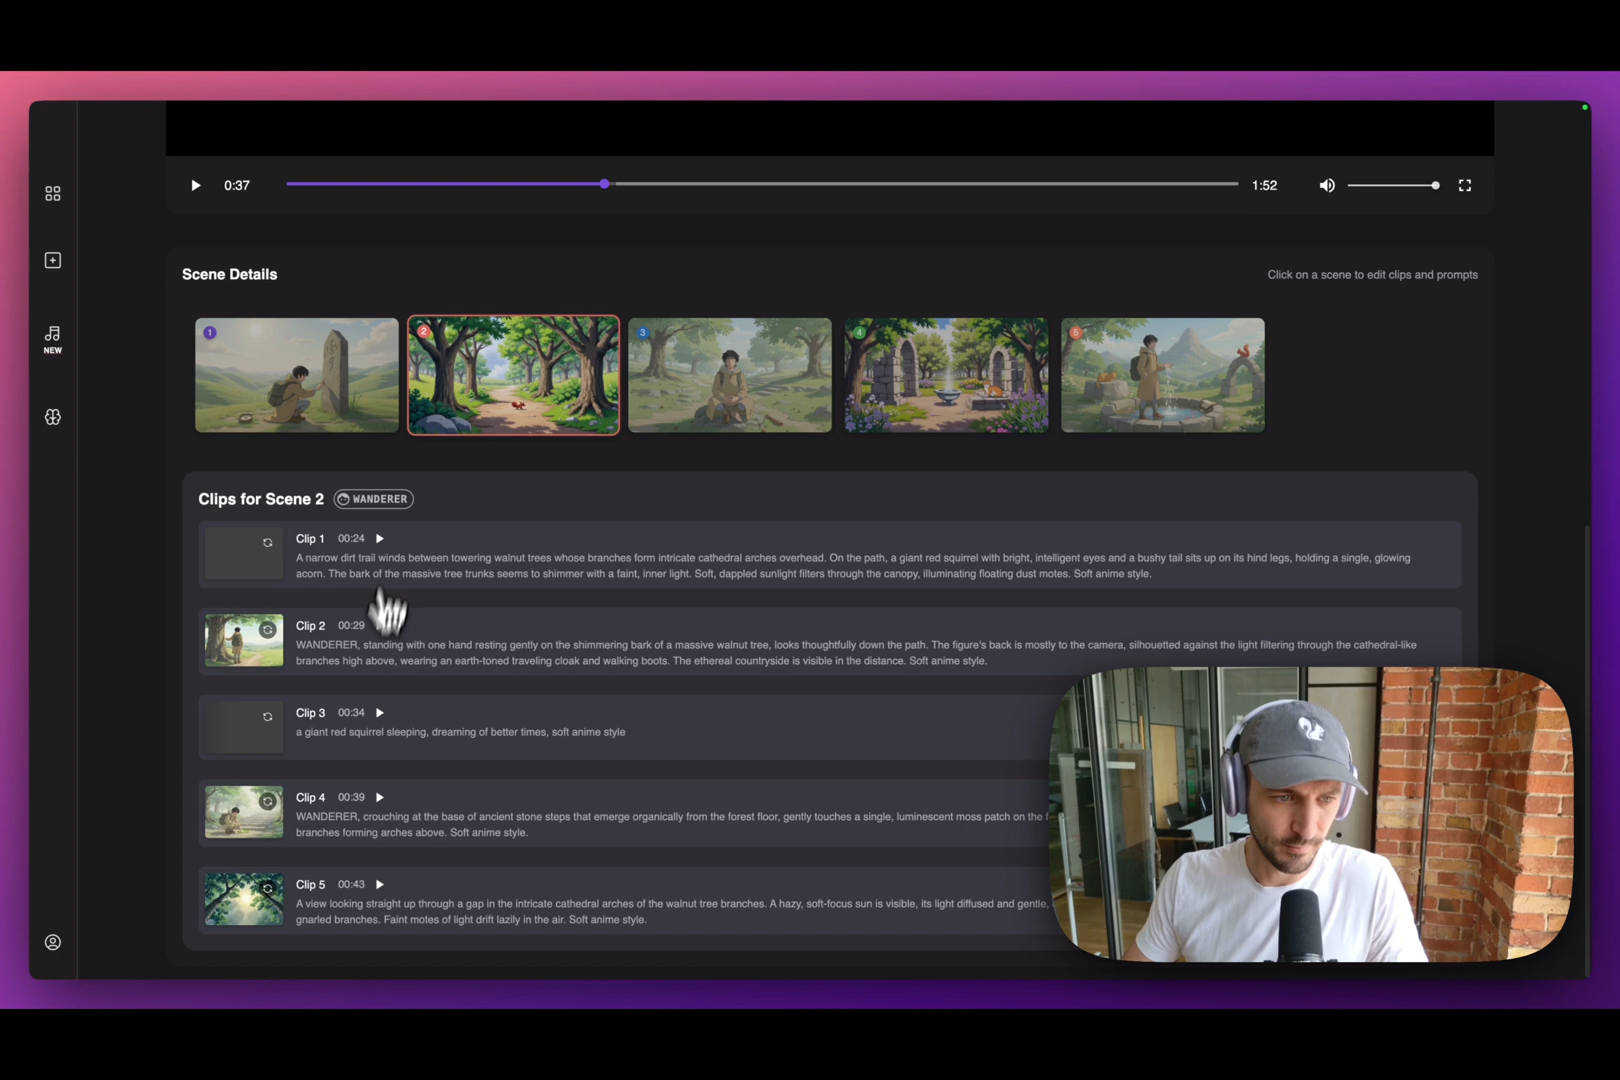 0:37
1:52
NEW
Scene Details
Click on a scene to edit clips and prompts
1
2
3
4
5
Clips for Scene 2
WANDERER
Clip 1 00:24
A narrow dirt trail winds between towering walnut trees whose branches form intricate cathedral arches overhead. On the path, a giant red squirrel with bright, intelligent eyes and a bushy tail sits up on its hind legs, holding a single, glowing
acorn. The bark of the massive tree trunks seems to shimmer with a faint, inner light. Soft, dappled sunlight filters through the canopy, illuminating floating dust motes. Soft anime style.
Clip 2 00:29
WANDERER, standing with one hand resting gently on the shimmering bark of a massive walnut tree, looks thoughtfully down the path. The figure's back is mostly to the camera, silhouetted against the light filtering through the cathedral-like
branches high above, wearing an earth-toned traveling cloak and walking boots. The ethereal countryside is visible in the distance. Soft anime style.
Clip 3 00:34
a giant red squirrel sleeping, dreaming of better times, soft anime style
Clip 4 00:39
WANDERER, crouching at the base of ancient stone steps that emerge organically from the forest floor, gently touches a single, luminescent moss patch on the f
branches forming arches above. Soft anime style.
Clip 5 00:43
A view looking straight up through a gap in the intricate cathedral arches of the walnut tree branches. A hazy, soft-focus sun is visible, its light diffused and gentle,
gnarled branches. Faint motes of light drift lazily in the air. Soft anime style.